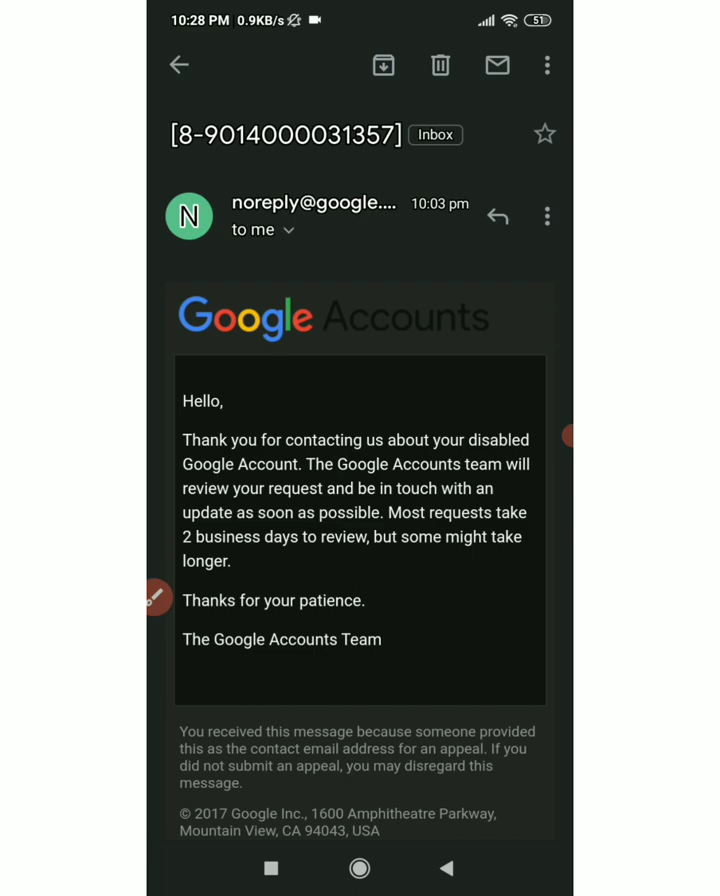 10:28 PM 0.9KB/s 51
[8-9014000031357] Inbox
N noreply@google.... 10:03 pm
to me
Google Accounts
Hello,
Thank you for contacting us about your disabled
Google Account. The Google Accounts team will
review your request and be in touch with an
update as soon as possible. Most requests take
2 business days to review, but some might take
longer.
Thanks for your patience.
The Google Accounts Team
You received this message because someone provided
this as the contact email address for an appeal. If you
did not submit an appeal, you may disregard this
message.
© 2017 Google Inc., 1600 Amphitheatre Parkway,
Mountain View, CA 94043, USA